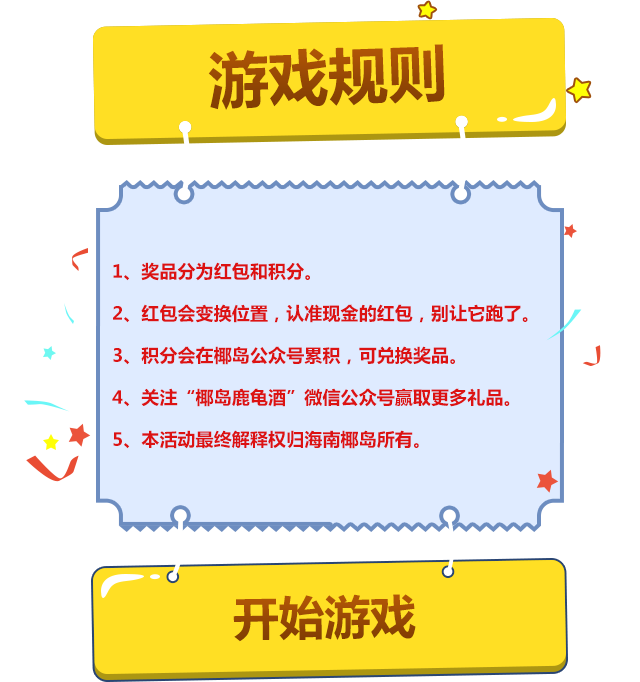 游戏规则
1、奖品分为红包和积分。
2、红包会变换位置，认准现金的红包，别让它跑了。
3、积分会在椰岛公众号累积，可兑换奖品。
4、关注“椰岛鹿龟酒”微信公众号赢取更多礼品。
5、本活动最终解释权归海南椰岛所有。
开始游戏